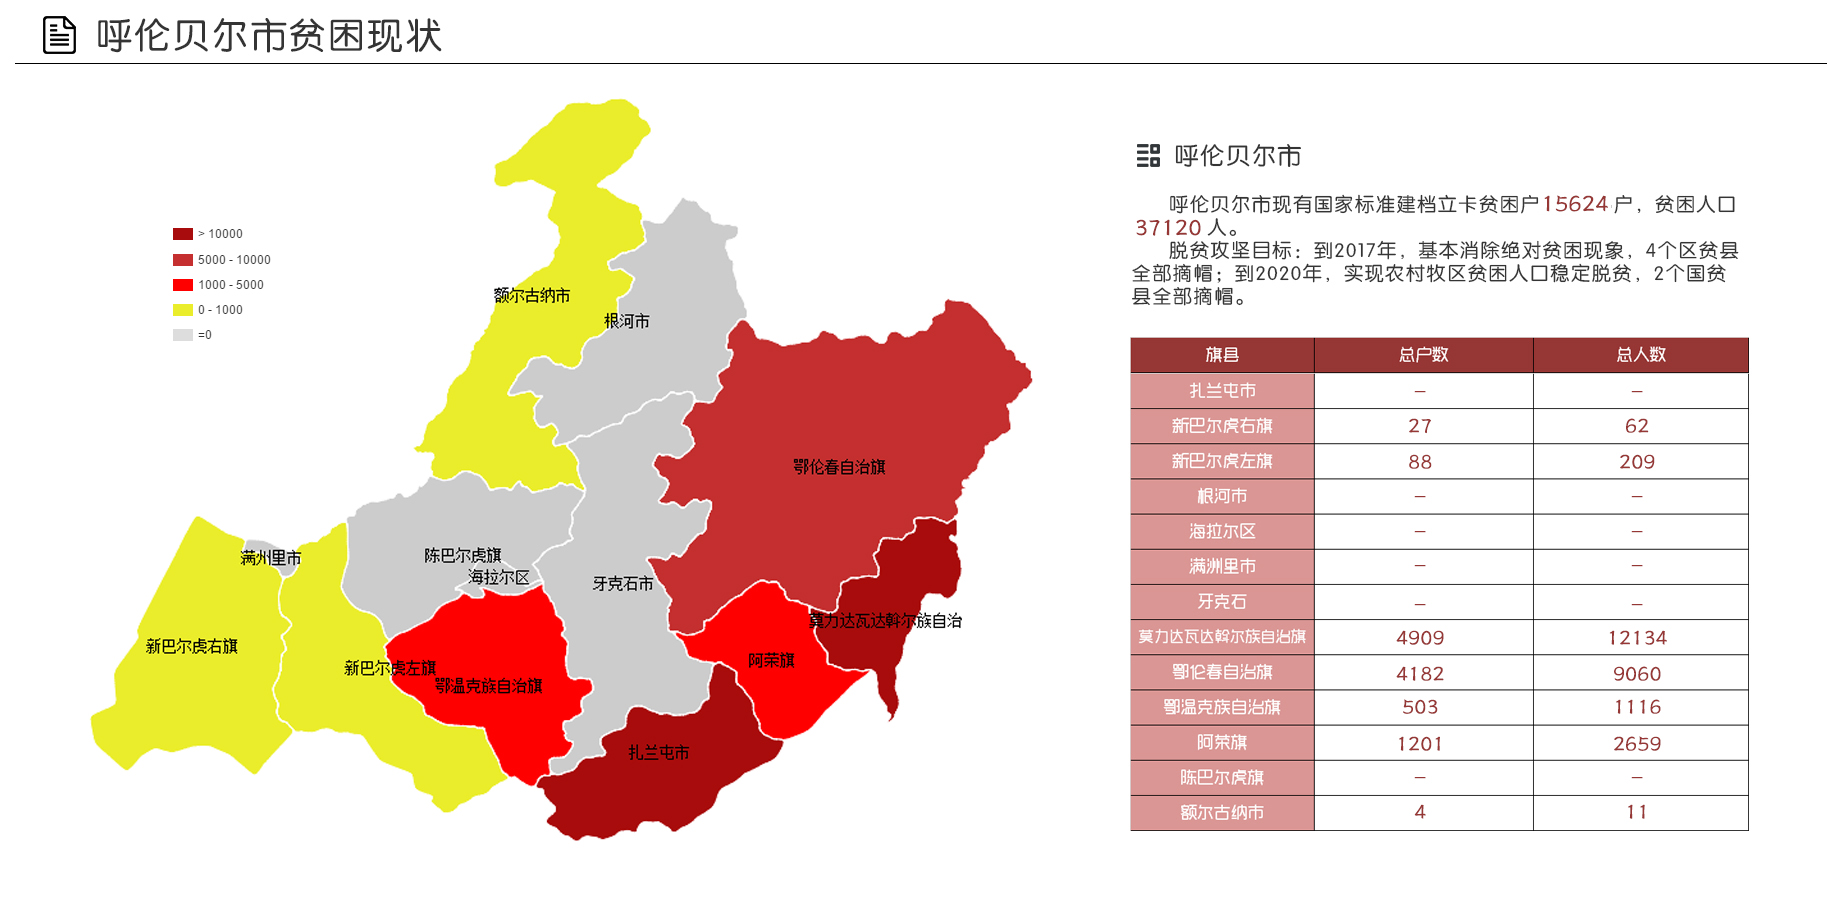 呼伦贝尔市贫困现状
> 10000
5000 - 10000
1000 - 5000
0 - 1000
=0
额尔古纳市
根河市
鄂伦春自治旗
满州里市
陈巴尔虎旗
海拉尔区
牙克石市
莫力达瓦达斡尔族自治
新巴尔虎右旗
新巴尔虎左旗
鄂温克族自治旗
阿荣旗
扎兰屯市
呼伦贝尔市
呼伦贝尔市现有国家标准建档立卡贫困户15624户，贫困人口
37120人。
脱贫攻坚目标：到2017年，基本消除绝对贫困现象，4个区贫县
全部摘帽；到2020年，实现农村牧区贫困人口稳定脱贫，2个国贫
县全部摘帽。
旗县 总户数 总人数
扎兰屯市 — —
新巴尔虎右旗 27 62
新巴尔虎左旗 88 209
根河市 — —
海拉尔区 — —
满洲里市 — —
牙克石 — —
莫力达瓦达斡尔族自治旗 4909 12134
鄂伦春自治旗 4182 9060
鄂温克族自治旗 503 1116
阿荣旗 1201 2659
陈巴尔虎旗 — —
额尔古纳市 4 11